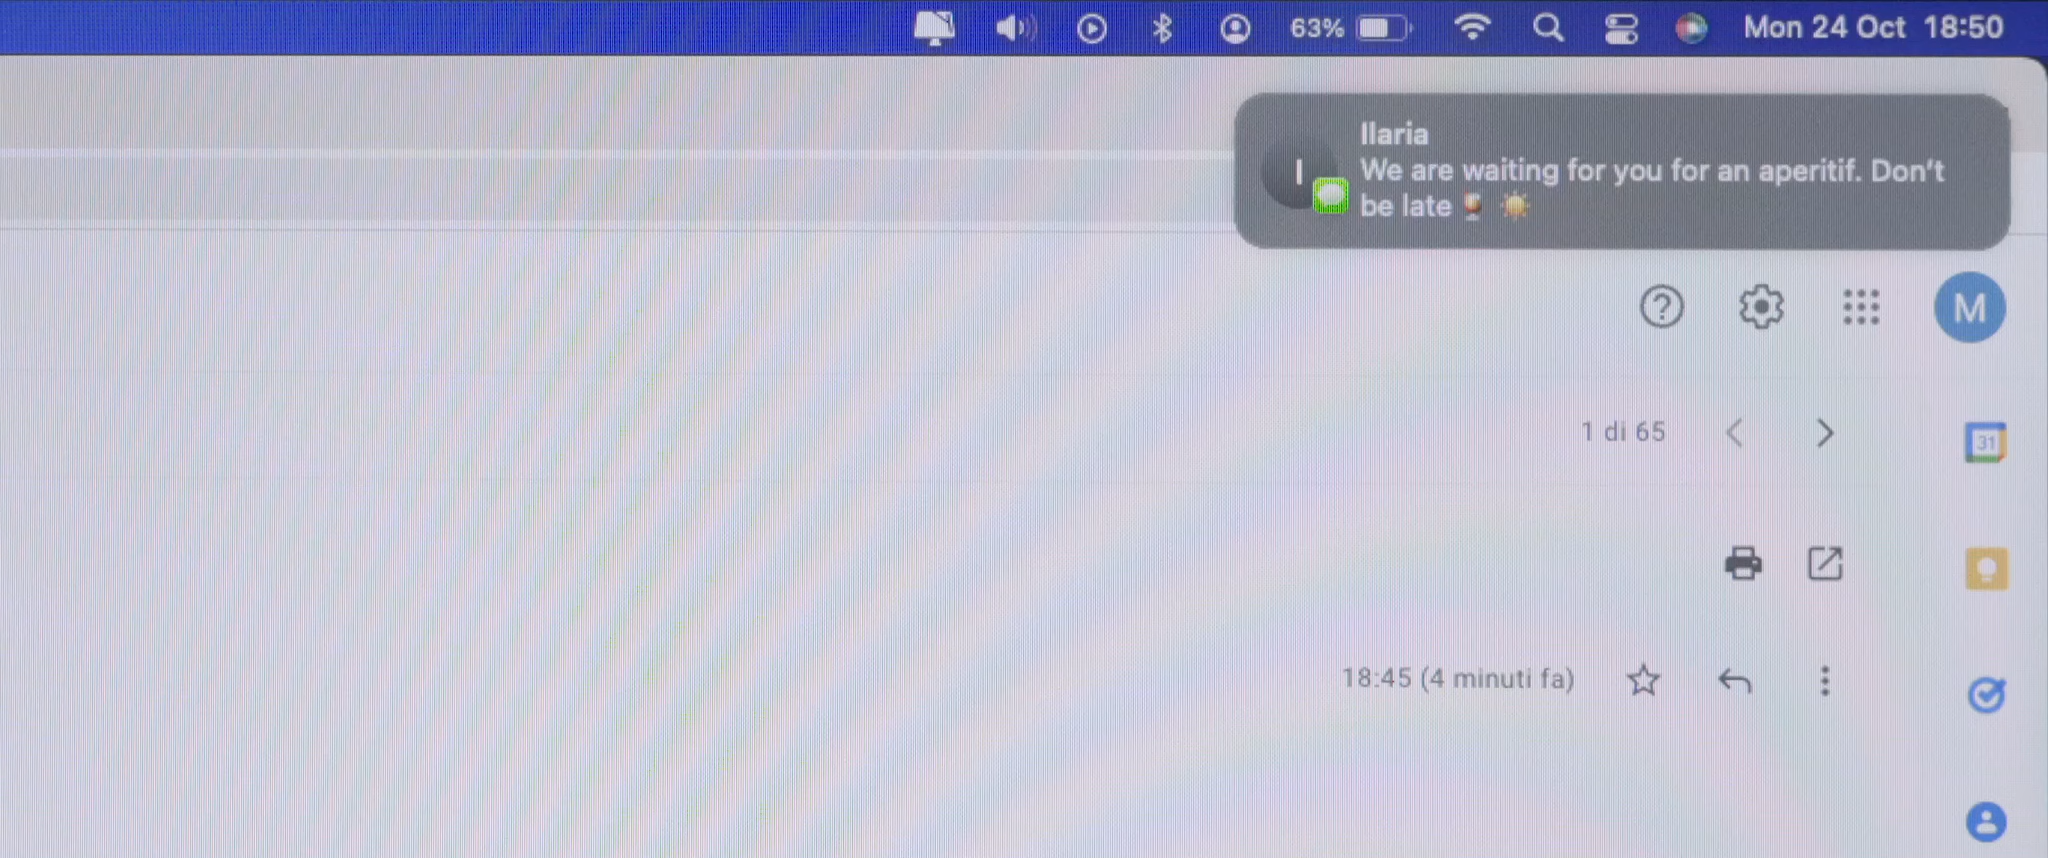 63% Mon 24 Oct 18:50
Ilaria
I
We are waiting for you for an aperitif. Don't
be late 🍷 ☀️
M
1 di 65
31
18:45 (4 minuti fa)